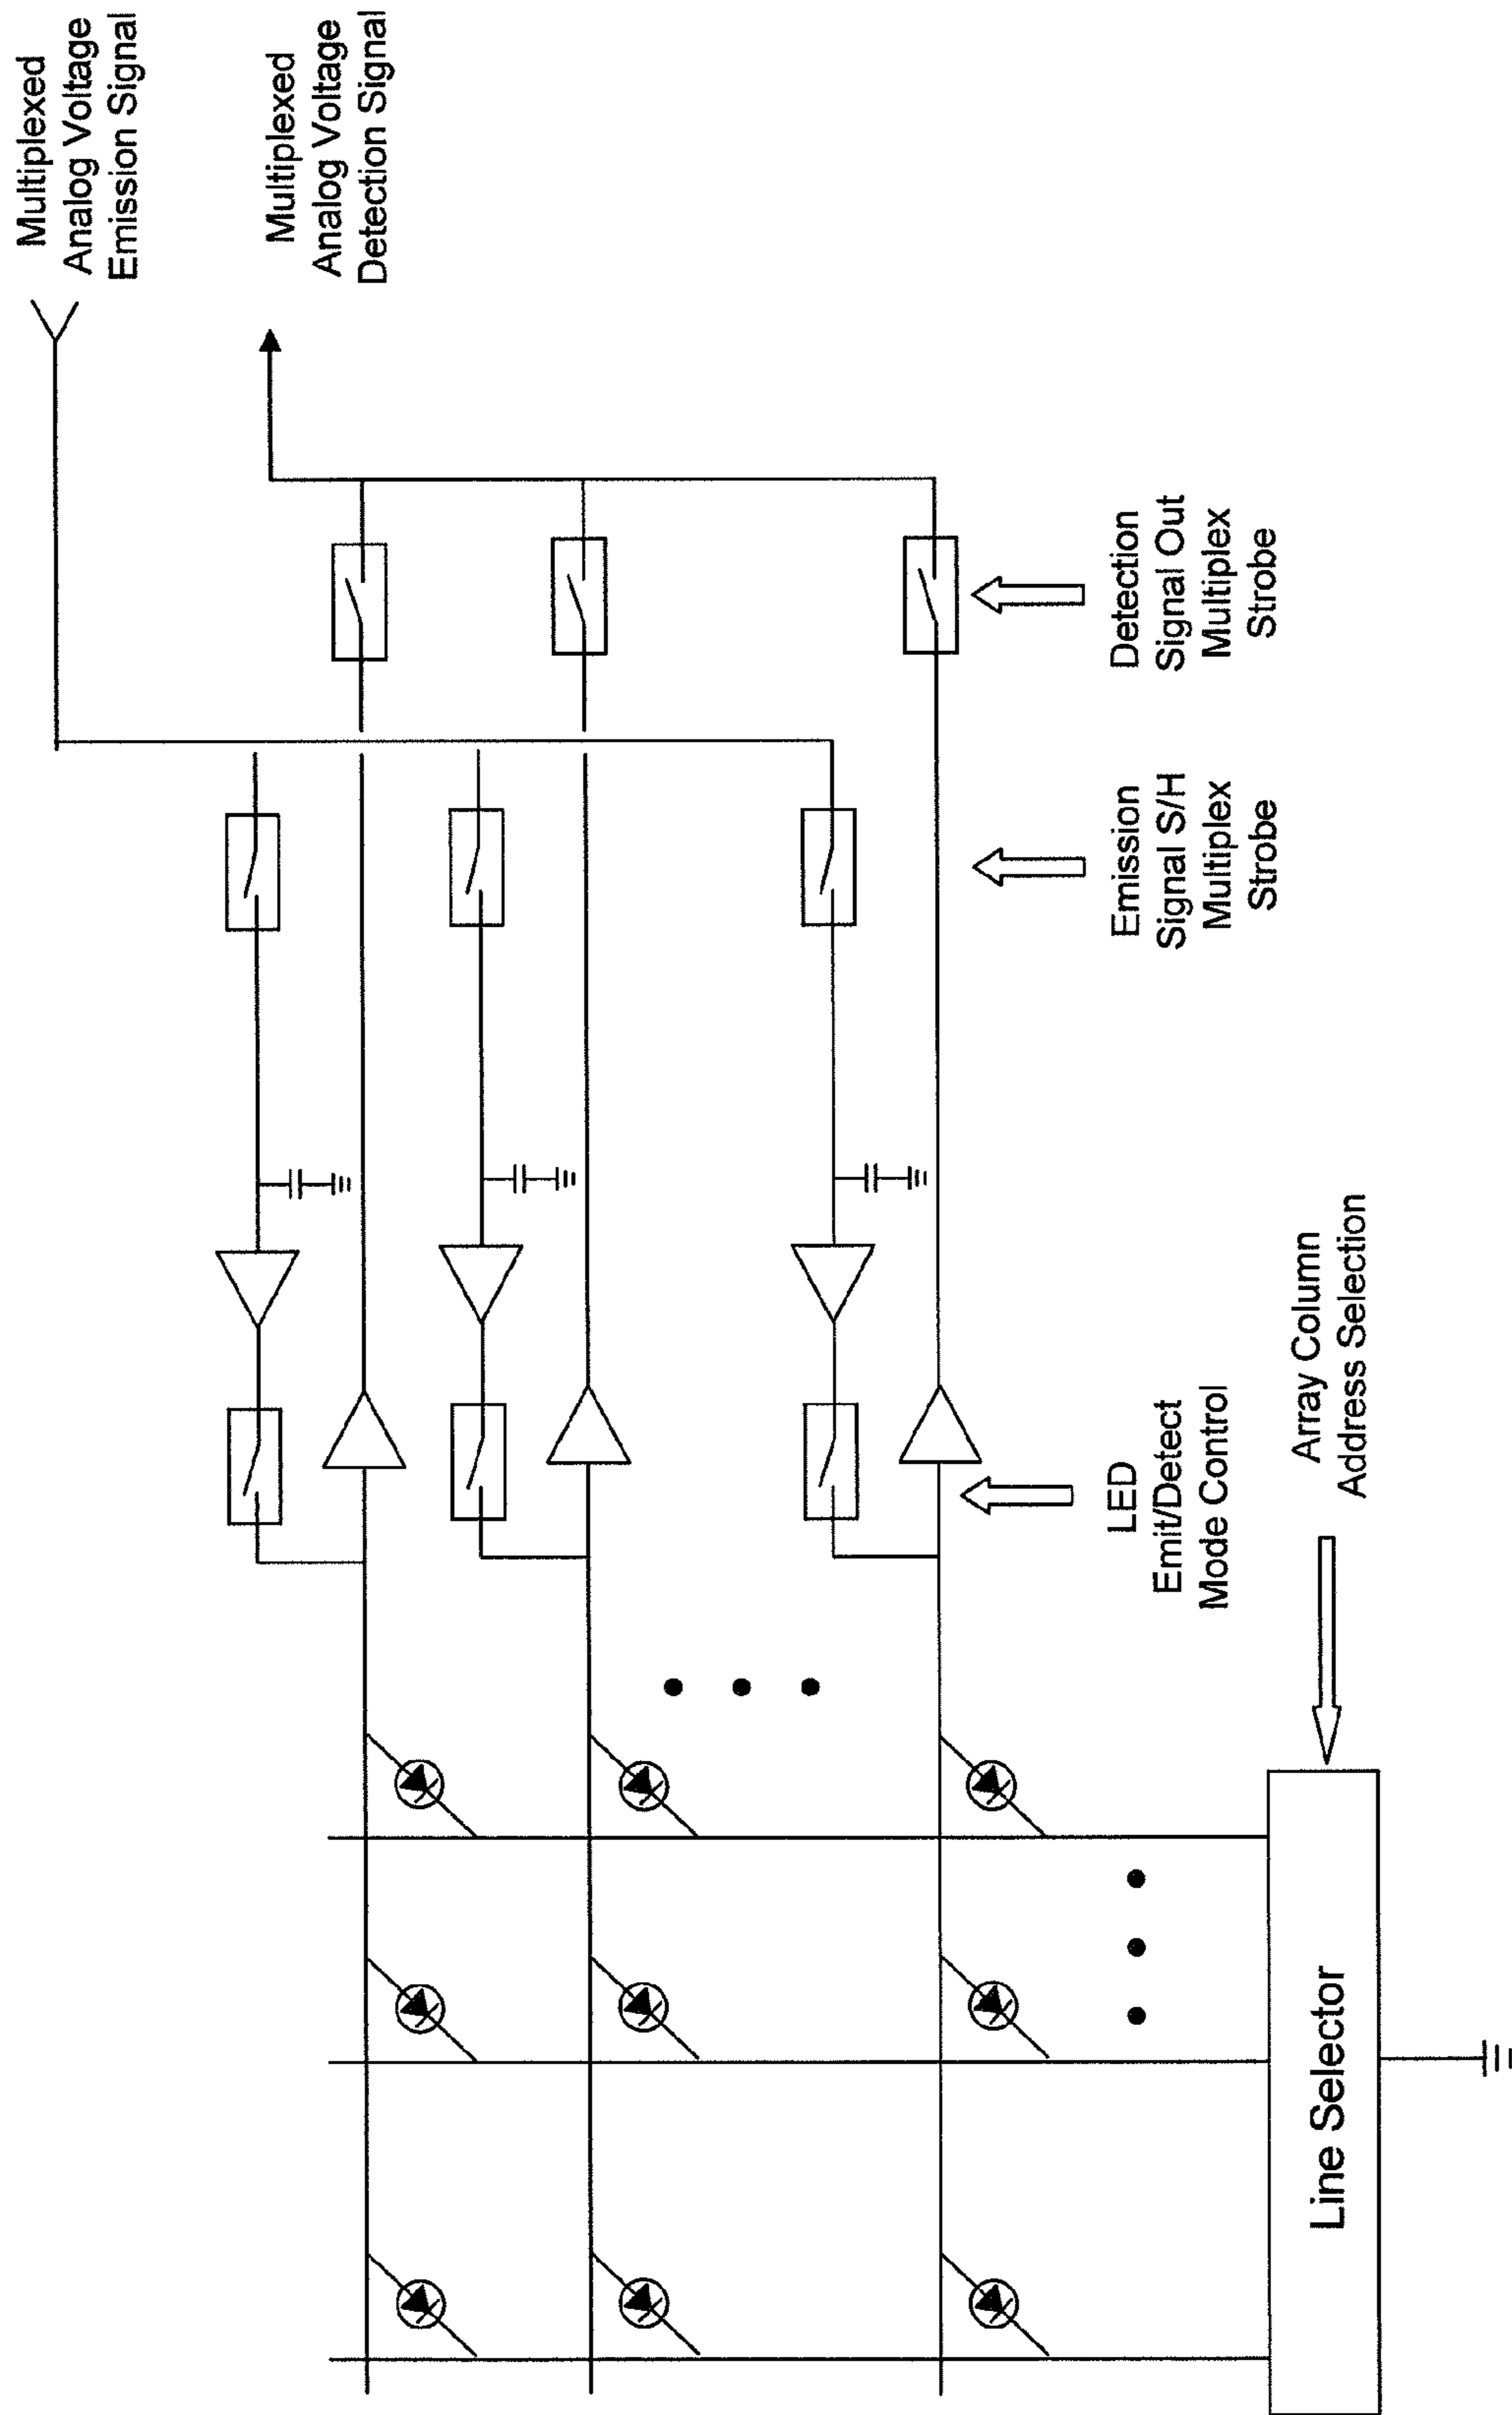 Multiplexed
Analog Voltage
Emission Signal
Multiplexed
Analog Voltage
Detection Signal
Detection
Signal Out
Multiplex
Strobe
Emission
Signal S/H
Multiplex
Strobe
LED
Emit/Detect
Mode Control
Array Column
Address Selection
Line Selector